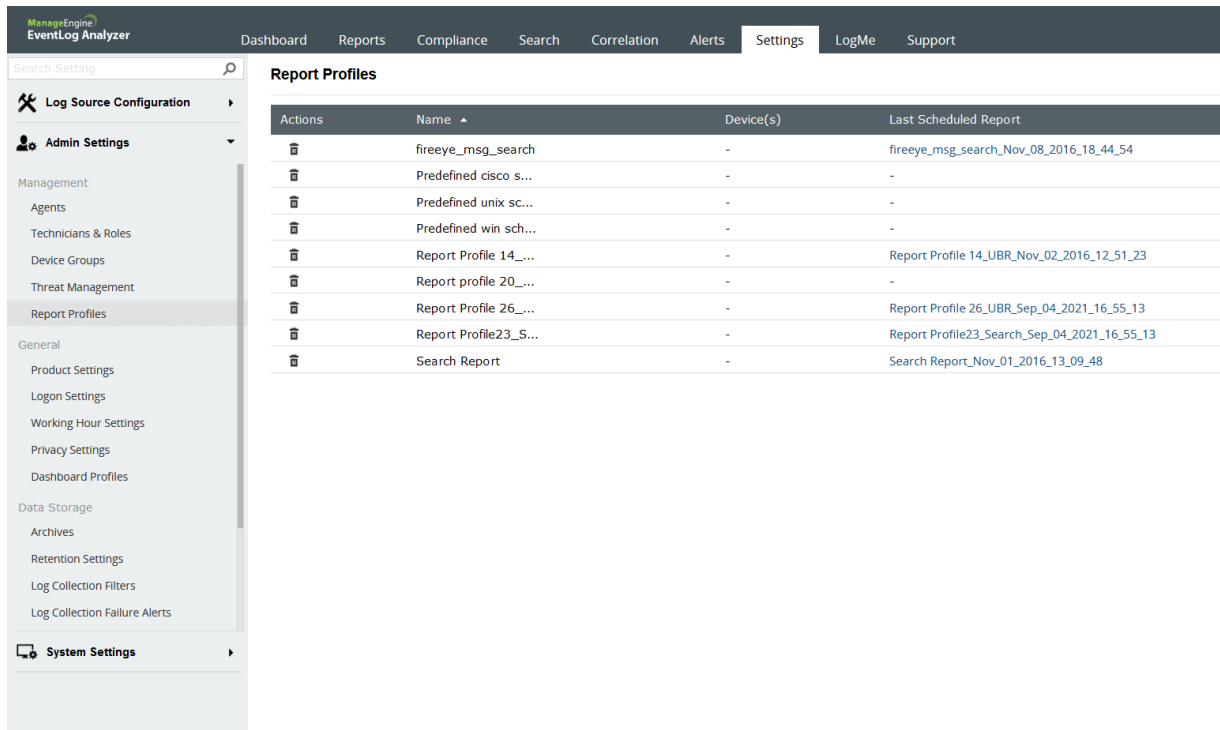 ManageEngine
EventLog Analyzer
Dashboard Reports Compliance Search Correlation Alerts Settings LogMe Support
Search Setting
Log Source Configuration
Admin Settings
Management
Agents
Technicians & Roles
Device Groups
Threat Management
Report Profiles
General
Product Settings
Logon Settings
Working Hour Settings
Privacy Settings
Dashboard Profiles
Data Storage
Archives
Retention Settings
Log Collection Filters
Log Collection Failure Alerts
System Settings
Report Profiles
Actions Name Device(s) Last Scheduled Report
fireeye_msg_search - fireeye_msg_search_Nov_08_2016_18_44_54
Predefined cisco s... - -
Predefined unix sc... - -
Predefined win sch... - -
Report Profile 14_... - Report Profile 14_UBR_Nov_02_2016_12_51_23
Report profile 20_... - -
Report Profile 26_... - Report Profile 26_UBR_Sep_04_2021_16_55_13
Report Profile23_S... - Report Profile23_Search_Sep_04_2021_16_55_13
Search Report - Search Report_Nov_01_2016_13_09_48